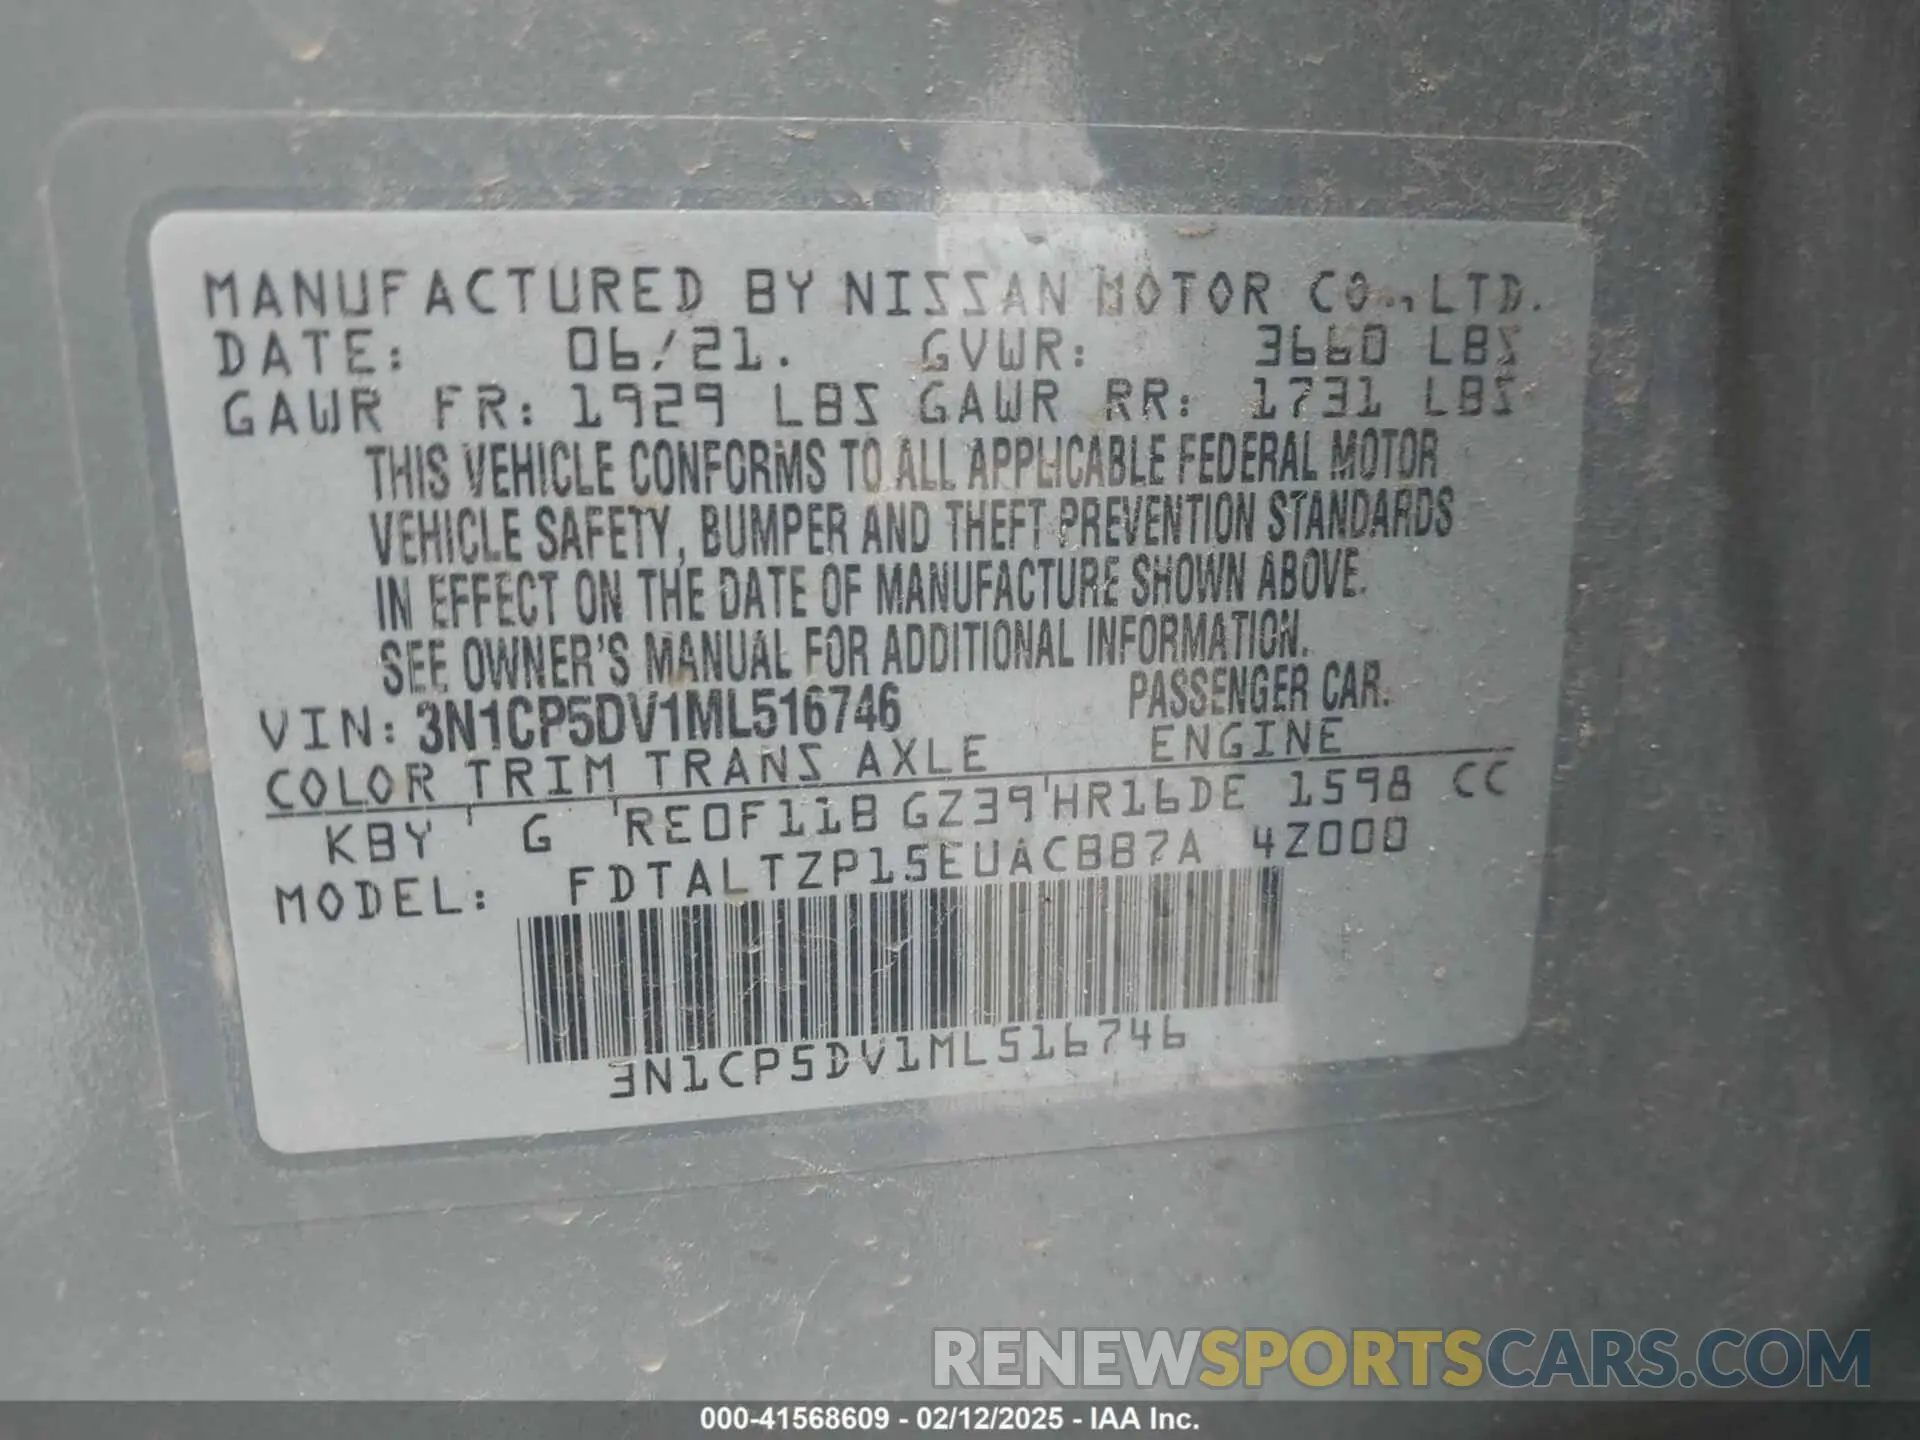 MANUFACTURED BY NISSAN MOTOR CO.,LTD.
DATE: 06/21. GVWR: 3660 LBS
GAWR FR: 1929 LBS GAWR RR: 1731 LBS
THIS VEHICLE CONFORMS TO ALL APPLICABLE FEDERAL MOTOR
VEHICLE SAFETY, BUMPER AND THEFT PREVENTION STANDARDS
IN EFFECT ON THE DATE OF MANUFACTURE SHOWN ABOVE.
SEE OWNER'S MANUAL FOR ADDITIONAL INFORMATION.
VIN: 3N1CP5DV1ML516746 PASSENGER CAR.
COLOR TRIM TRANS AXLE ENGINE
KBY G RE0F11B GZ39 HR16DE 1598 CC
MODEL: FDTALTZP15EUACBB7A 4Z000
3N1CP5DV1ML516746
RENEWSPORTSCARS.COM
000-41568609 - 02/12/2025 - IAA Inc.